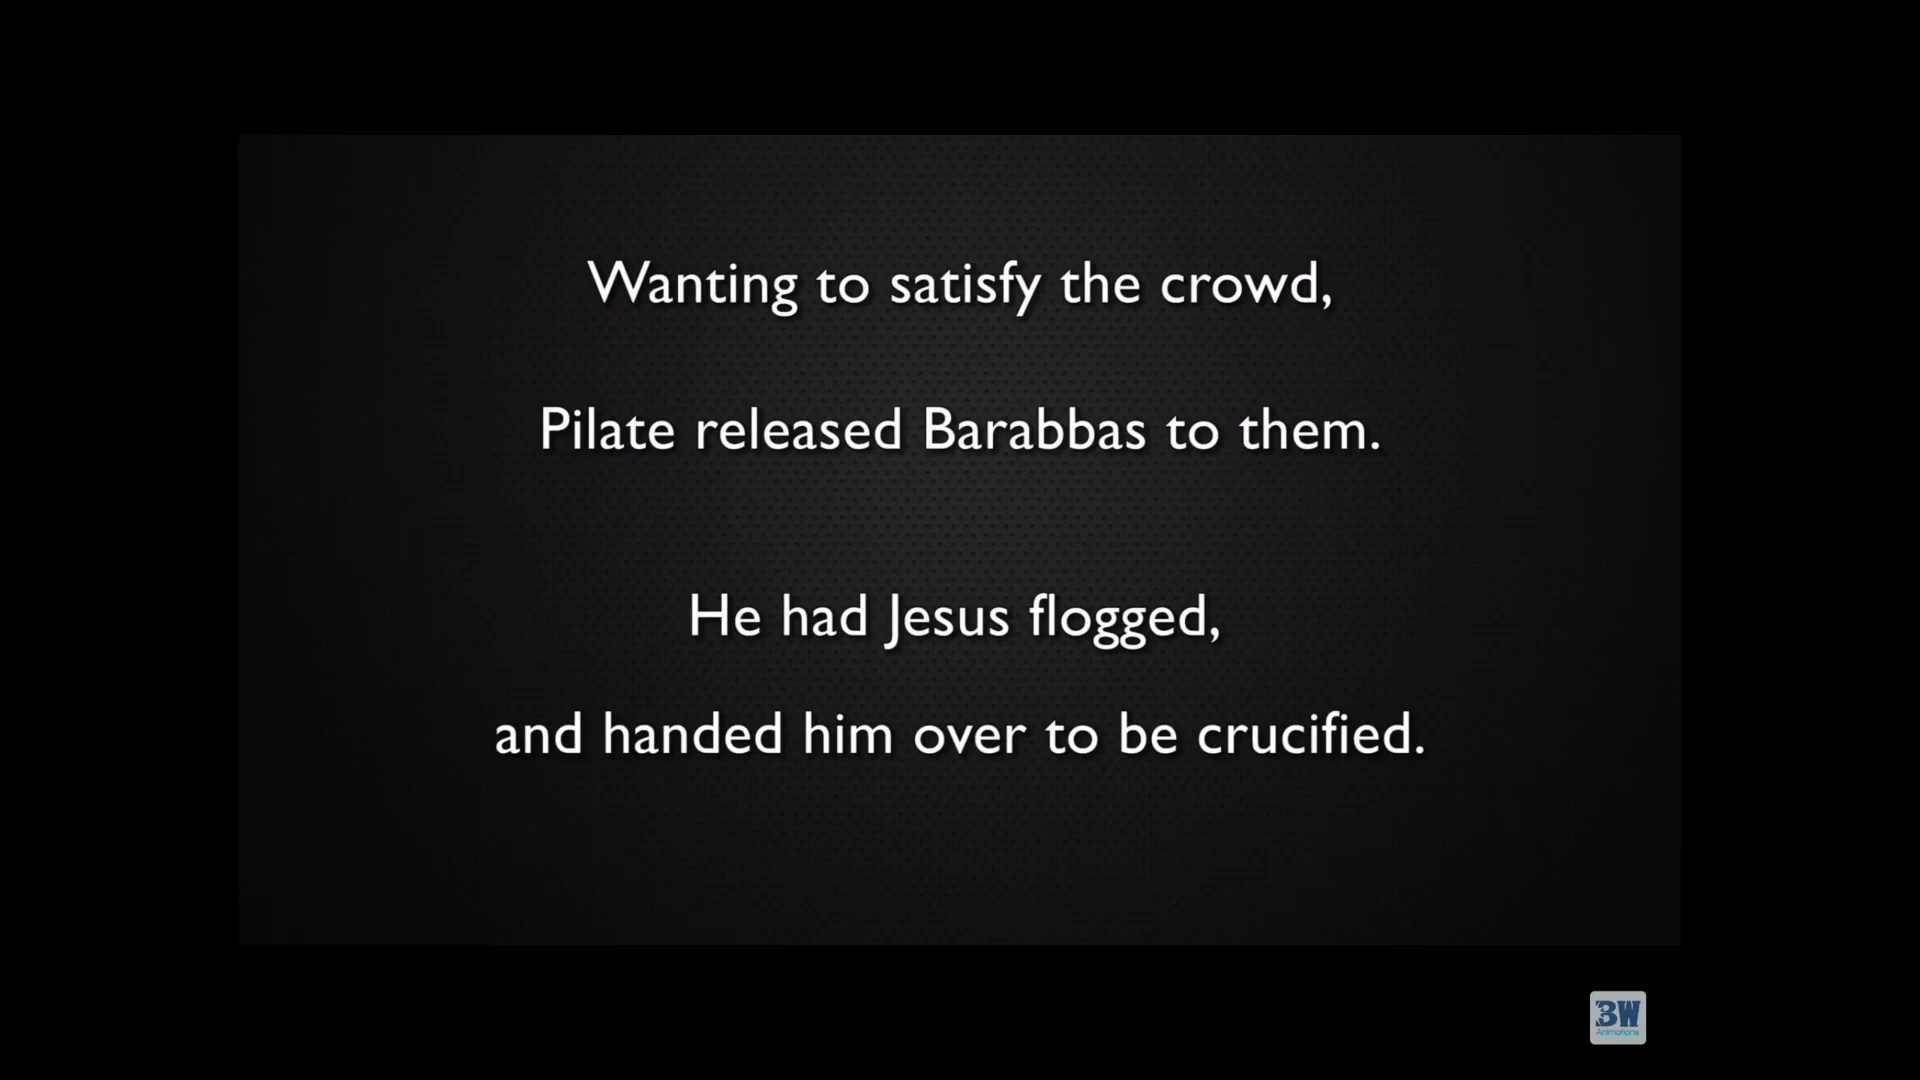 Wanting to satisfy the crowd,
Pilate released Barabbas to them.
He had Jesus flogged,
and handed him over to be crucified.
3W
Animations